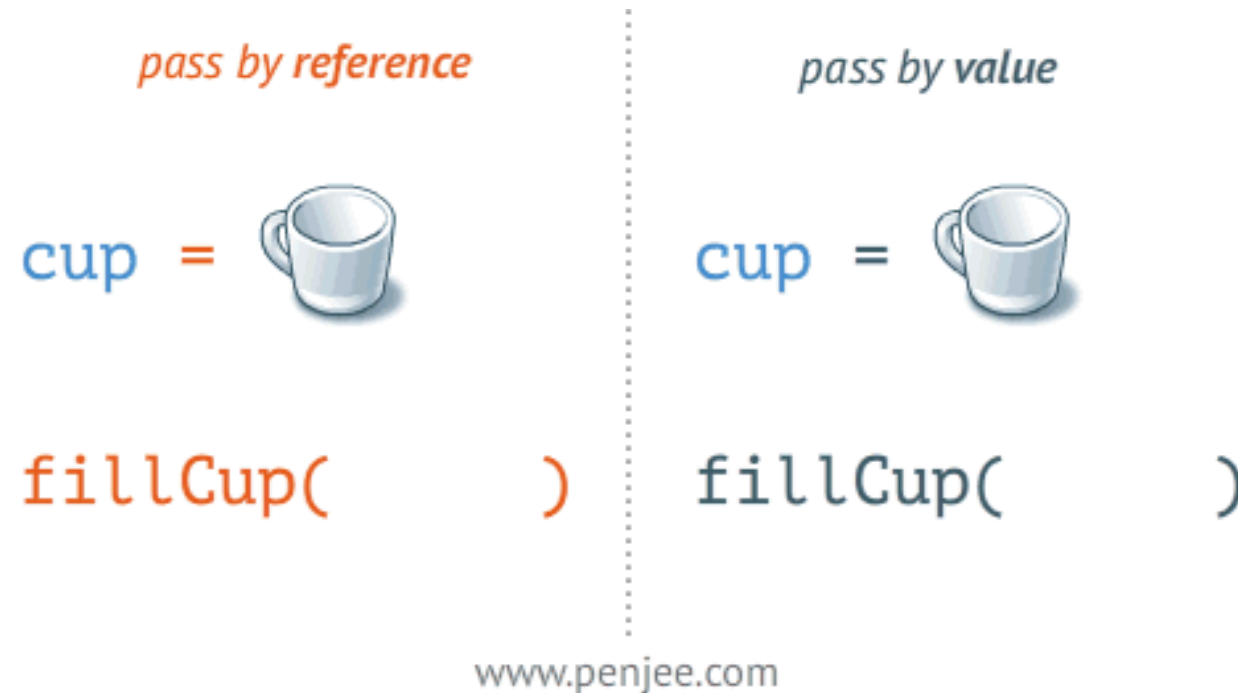 pass by reference
cup =
fillCup( )
pass by value
cup =
fillCup( )
www.penjee.com